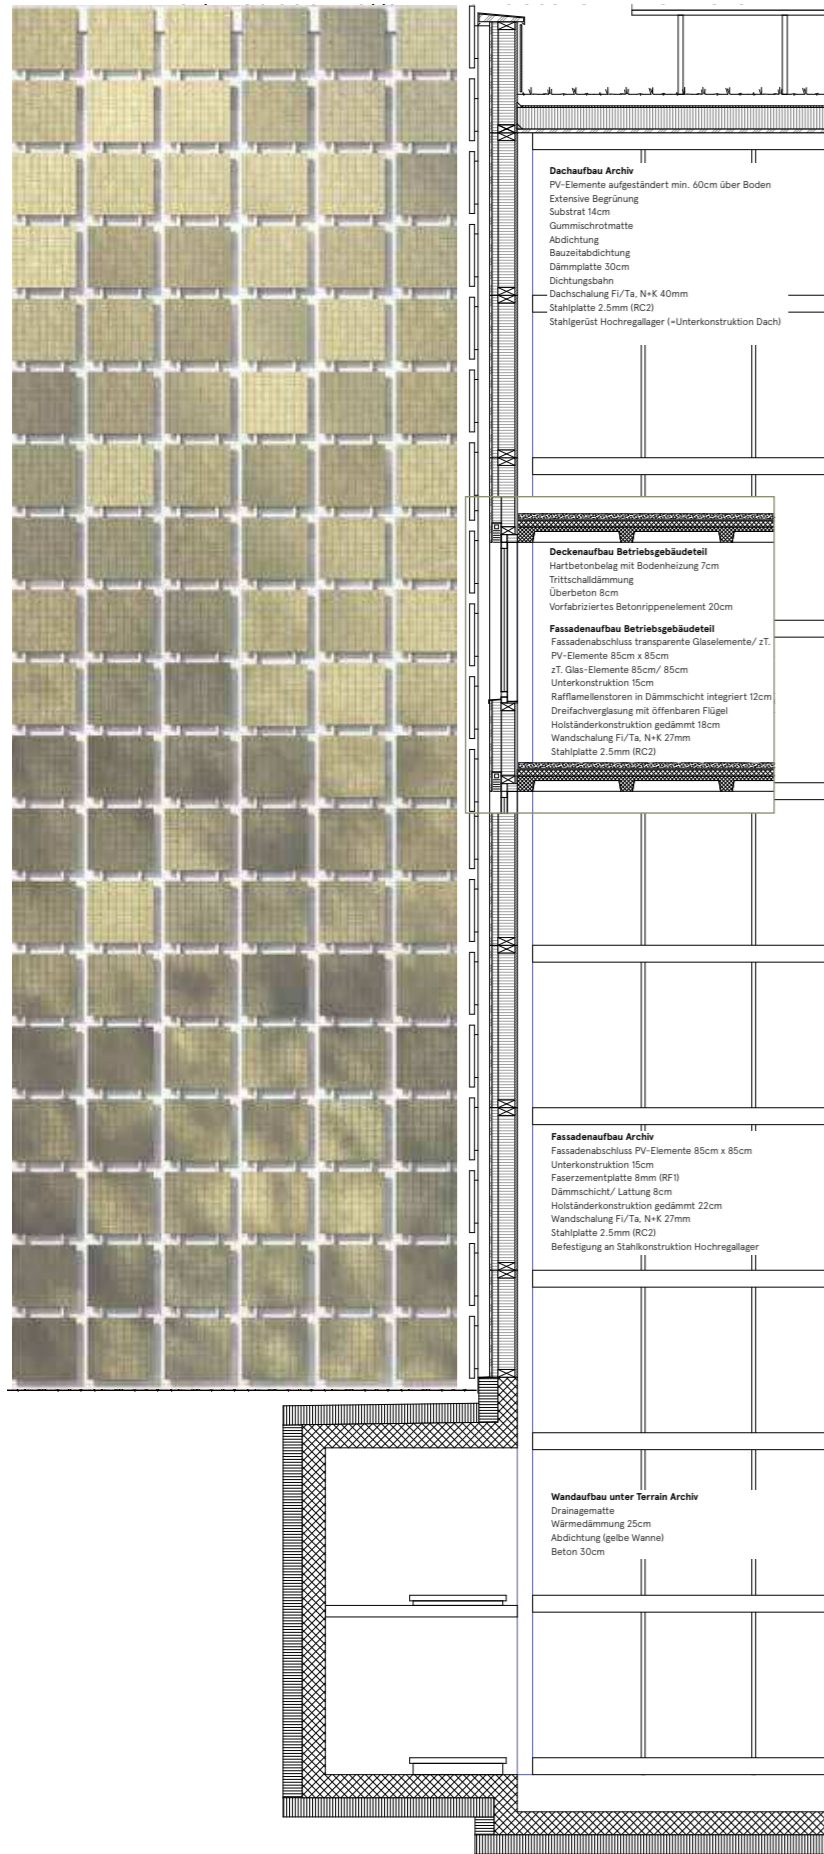 Dachaufbau Archiv
PV-Elemente aufgeständert min. 60cm über Boden
Extensive Begrünung
Substrat 14cm
Gummischrotmatte
Abdichtung
Bauzeitabdichtung
Dämmplatte 30cm
Dichtungsbahn
Dachschalung Fi/Ta, N+K 40mm
Stahlplatte 2.5mm (RC2)
Stahlgerüst Hochregallager (=Unterkonstruktion Dach)
Deckenaufbau Betriebsgebäudeteil
Hartbetonbelag mit Bodenheizung 7cm
Trittschalldämmung
Überbeton 8cm
Vorfabriziertes Betonrippenelement 20cm
Fassadenaufbau Betriebsgebäudeteil
Fassadenabschluss transparente Glaselemente/ zT.
PV-Elemente 85cm x 85cm
zT. Glas-Elemente 85cm/ 85cm
Unterkonstruktion 15cm
Rafflamellenstoren in Dämmschicht integriert 12cm
Dreifachverglasung mit öffenbaren Flügel
Holständerkonstruktion gedämmt 18cm
Wandschalung Fi/Ta, N+K 27mm
Stahlplatte 2.5mm (RC2)
Fassadenaufbau Archiv
Fassadenabschluss PV-Elemente 85cm x 85cm
Unterkonstruktion 15cm
Faserzementplatte 8mm (RF1)
Dämmschicht/ Lattung 8cm
Holständerkonstruktion gedämmt 22cm
Wandschalung Fi/Ta, N+K 27mm
Stahlplatte 2.5mm (RC2)
Befestigung an Stahlkonstruktion Hochregallager
Wandaufbau unter Terrain Archiv
Drainagematte
Wärmedämmung 25cm
Abdichtung (gelbe Wanne)
Beton 30cm